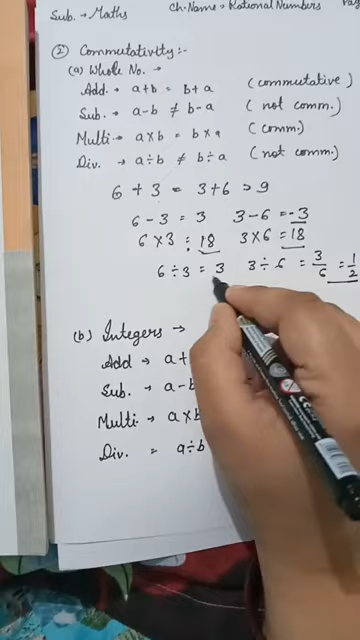 Sub. → Maths Ch. Name = Rational Numbers
② Commutativity :-
(a) Whole No. →
Add. → a+b = b+a (commutative)
Sub. → a-b ≠ b-a (not comm.)
Multi → a×b = b×a (comm.)
Div. → a÷b ≠ b÷a (not comm.)
6 + 3 = 3+6 = 9
6 - 3 = 3 3-6 = -3
6 × 3 = 18 3×6 = 18
6 ÷ 3 = 3 3 ÷ 6 = 3/6 = 1/2
(b) Integers →
Add → a+
Sub. → a-b
Multi → a×b
Div. = a÷b